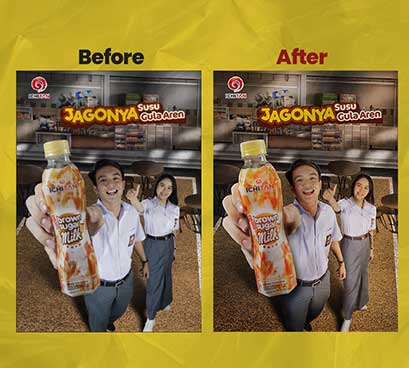 Before
After
ICHITAN
JAGONYA Susu
Gula Aren
ICHITAN
brown
sugar
Milk
ICHITAN
JAGONYA Susu
Gula Aren
ICHITAN
brown
sugar
Milk